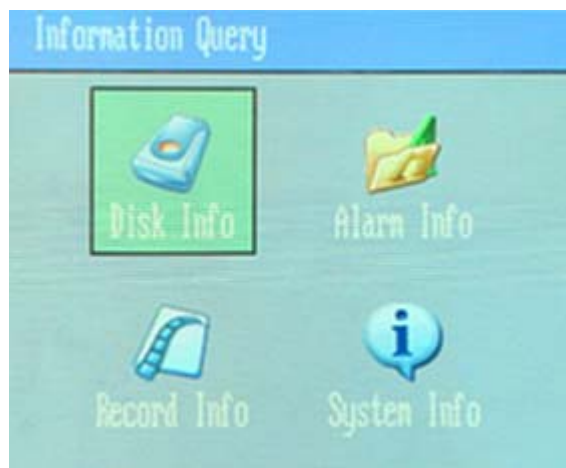 Information Query
Disk Info
Alarm Info
Record Info
System Info